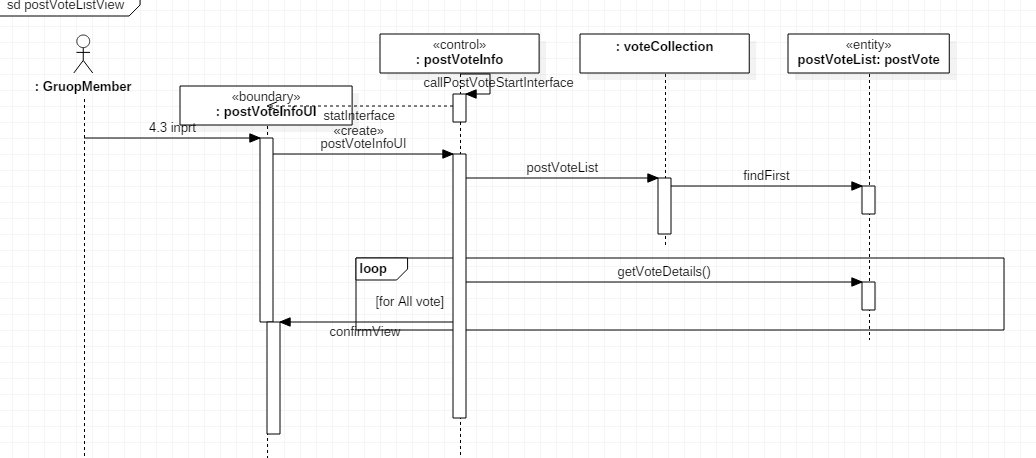 sd postVoteListView
«control»
: postVoteInfo
: voteCollection
«entity»
postVoteList: postVote
: GruopMember
callPostVoteStartInterface
«boundary»
: postVoteInfoUI
statInterface
4.3 inprt
«create»
postVoteInfoUI
postVoteList
findFirst
loop
getVoteDetails()
[for All vote]
confirmView